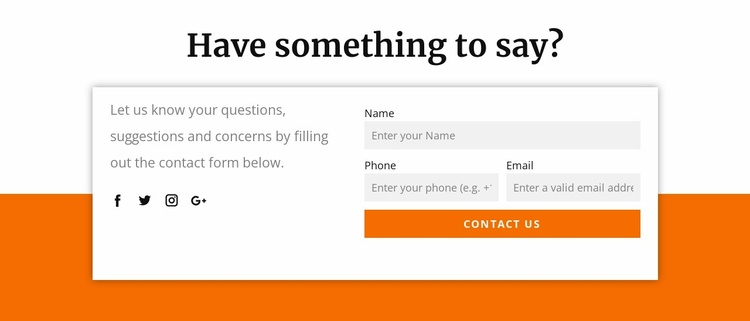 Have something to say?
Let us know your questions,
suggestions and concerns by filling
out the contact form below.
Name
Enter your Name
Phone
Email
Enter your phone (e.g. +
Enter a valid email addre
CONTACT US